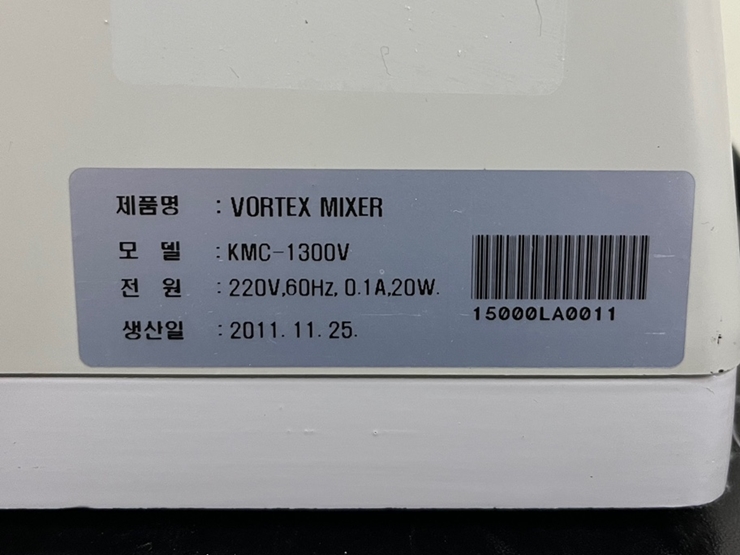 제품명 : VORTEX MIXER
모 델 : KMC-1300V
전 원 : 220V,60Hz, 0.1A,20W.
생산일 : 2011. 11. 25.
15000LA0011